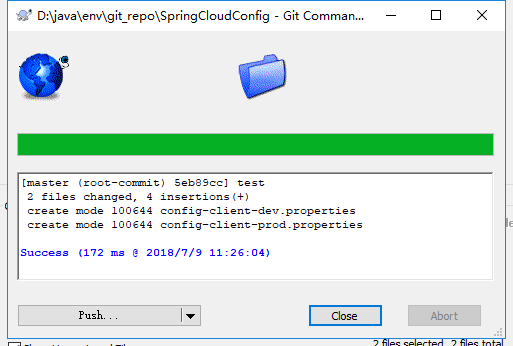 D:\java\env\git_repo\SpringCloudConfig - Git Comman...
[master (root-commit) 5eb89cc] test
2 files changed, 4 insertions(+)
create mode 100644 config-client-dev.properties
create mode 100644 config-client-prod.properties
Success (172 ms @ 2018/7/9 11:26:04)
Push...
Close
Abort
2 files selected, 2 files total